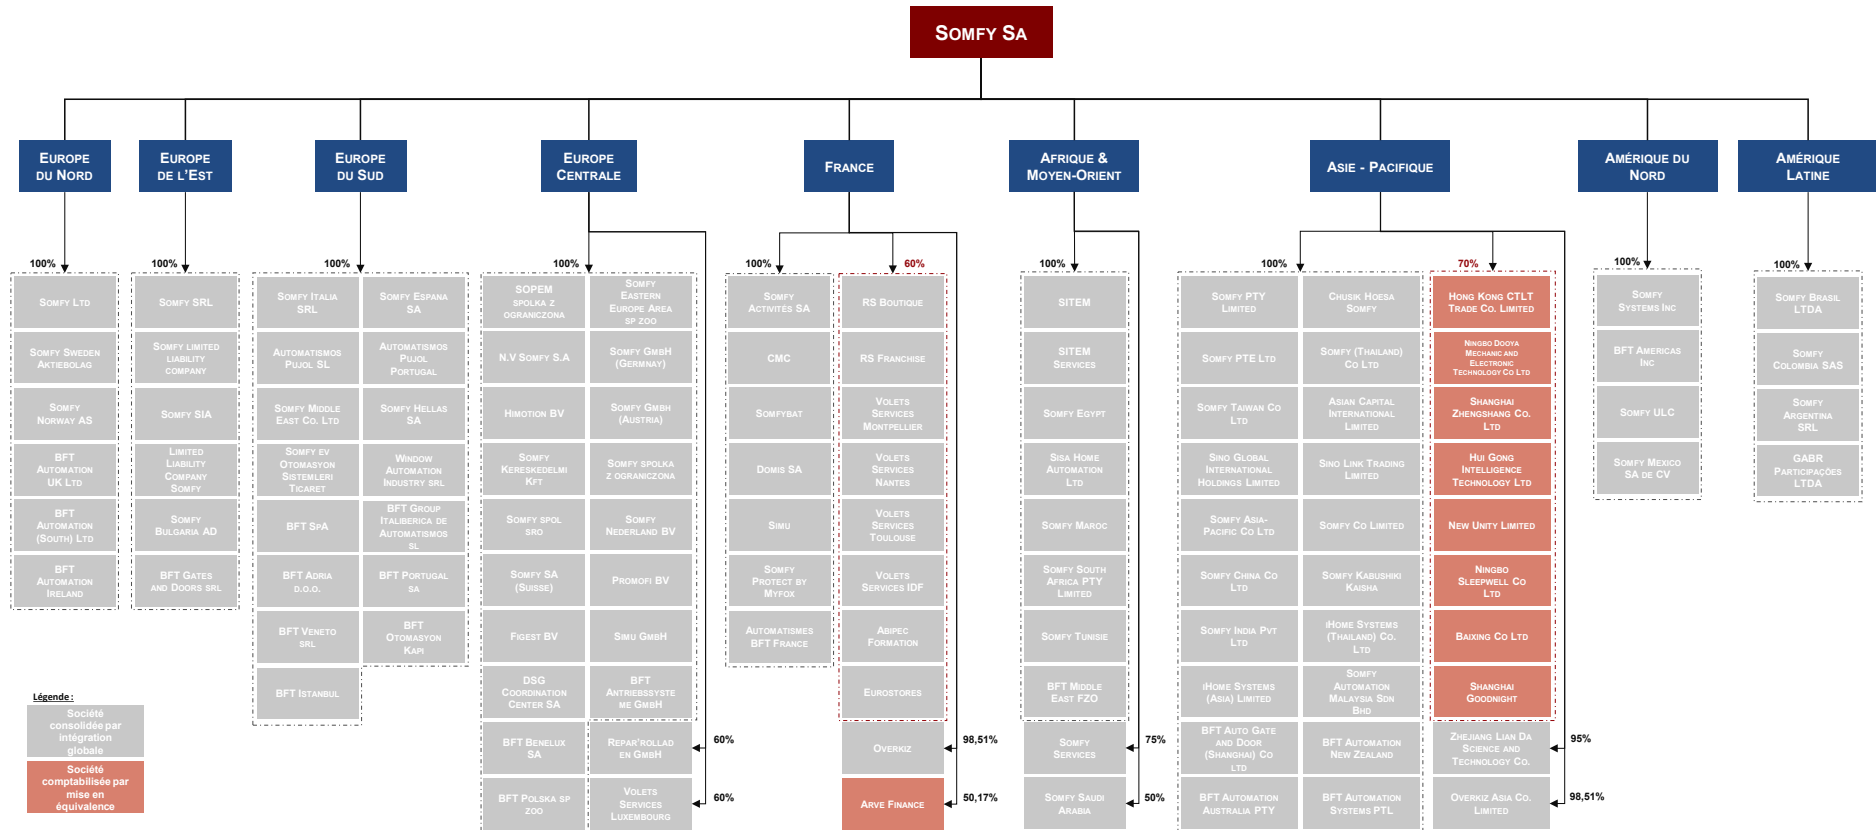 SOMFY SA
EUROPE
DU NORD
EUROPE
DE L'EST
EUROPE
DU SUD
EUROPE
CENTRALE
FRANCE
AFRIQUE &
MOYEN-ORIENT
ASIE - PACIFIQUE
AMÉRIQUE DU
NORD
AMÉRIQUE
LATINE
100%
SOMFY LTD
SOMFY SWEDEN
AKTIEBOLAG
SOMFY
NORWAY AS
BFT
AUTOMATION
UK LTD
BFT
AUTOMATION
(SOUTH) LTD
BFT
AUTOMATION
IRELAND
100%
SOMFY SRL
SOMFY LIMITED
LIABILITY
COMPANY
SOMFY SIA
LIMITED
LIABILITY
COMPANY
SOMFY
SOMFY
BULGARIA AD
BFT GATES
AND DOORS SRL
100%
SOMFY ITALIA
SRL
AUTOMATISMOS
PUJOL SL
SOMFY MIDDLE
EAST CO. LTD
SOMFY EV
OTOMASYON
SISTEMLERI
TICARET
BFT SPA
BFT ADRIA
D.O.O.
BFT VENETO
SRL
BFT ISTANBUL
SOMFY ESPANA
SA
AUTOMATISMOS
PUJOL
PORTUGAL
SOMFY HELLAS
SA
WINDOW
AUTOMATION
INDUSTRY SRL
BFT GROUP
ITALIBERICA DE
AUTOMATISMOS
SL
BFT PORTUGAL
SA
BFT
OTOMASYON
KAPI
100%
SOPEM
SPOLKA Z
OGRANICZONA
N.V SOMFY S.A
HIMOTION BV
SOMFY
KERESKEDELMI
KFT
SOMFY SPOL
SRO
SOMFY SA
(SUISSE)
FIGEST BV
DSG
COORDINATION
CENTER SA
BFT BENELUX
SA
BFT POLSKA SP
ZOO
SOMFY
EASTERN
EUROPE AREA
SP ZOO
SOMFY GMBH
(GERMNAY)
SOMFY GMBH
(AUSTRIA)
SOMFY SPOLKA
Z OGRANICZONA
SOMFY
NEDERLAND BV
PROMOFI BV
SIMU GMBH
BFT
ANTRIEBSSYSTE
ME GMBH
REPAR'ROLLAD
EN GMBH
60%
VOLETS
SERVICES
LUXEMBOURG
60%
100%
SOMFY
ACTIVITÉS SA
CMC
SOMFYBAT
DOMIS SA
SIMU
SOMFY
PROTECT BY
MYFOX
AUTOMATISMES
BFT FRANCE
60%
RS BOUTIQUE
RS FRANCHISE
VOLETS
SERVICES
MONTPELLIER
VOLETS
SERVICES
NANTES
VOLETS
SERVICES
TOULOUSE
VOLETS
SERVICES IDF
ABIPEC
FORMATION
EUROSTORES
OVERKIZ
98,51%
ARVE FINANCE
50,17%
100%
SITEM
SITEM
SERVICES
SOMFY EGYPT
SISA HOME
AUTOMATION
LTD
SOMFY MAROC
SOMFY SOUTH
AFRICA PTY
LIMITED
SOMFY TUNISIE
BFT MIDDLE
EAST FZO
SOMFY
SERVICES
75%
SOMFY SAUDI
ARABIA
50%
100%
SOMFY PTY
LIMITED
SOMFY PTE LTD
SOMFY TAIWAN CO
LTD
SINO GLOBAL
INTERNATIONAL
HOLDINGS LIMITED
SOMFY ASIA-
PACIFIC CO LTD
SOMFY CHINA CO
LTD
SOMFY INDIA PVT
LTD
IHOME SYSTEMS
(ASIA) LIMITED
BFT AUTO GATE
AND DOOR
(SHANGHAI) CO
LTD
BFT AUTOMATION
AUSTRALIA PTY
CHUSIK HOESA
SOMFY
SOMFY (THAILAND)
CO LTD
ASIAN CAPITAL
INTERNATIONAL
LIMITED
SINO LINK TRADING
LIMITED
SOMFY CO LIMITED
SOMFY KABUSHIKI
KAISHA
IHOME SYSTEMS
(THAILAND) CO.
LTD
SOMFY
AUTOMATION
MALAYSIA SDN
BHD
BFT AUTOMATION
NEW ZEALAND
BFT AUTOMATION
SYSTEMS PTL
70%
HONG KONG CTLT
TRADE CO. LIMITED
NINGBO DOOYA
MECHANIC AND
ELECTRONIC
TECHNOLOGY CO LTD
SHANGHAI
ZHENGSHANG CO.
LTD
HUI GONG
INTELLIGENCE
TECHNOLOGY LTD
NEW UNITY LIMITED
NINGBO
SLEEPWELL CO
LTD
BAIXING CO LTD
SHANGHAI
GOODNIGHT
ZHEJIANG LIAN DA
SCIENCE AND
TECHNOLOGY CO.
95%
OVERKIZ ASIA CO.
LIMITED
98,51%
100%
SOMFY
SYSTEMS INC
BFT AMERICAS
INC
SOMFY ULC
SOMFY MEXICO
SA DE CV
100%
SOMFY BRASIL
LTDA
SOMFY
COLOMBIA SAS
SOMFY
ARGENTINA
SRL
GABR
PARTICIPAÇÕES
LTDA
Légende :
Société
consolidée par
intégration
globale
Société
comptabilisée par
mise en
équivalence